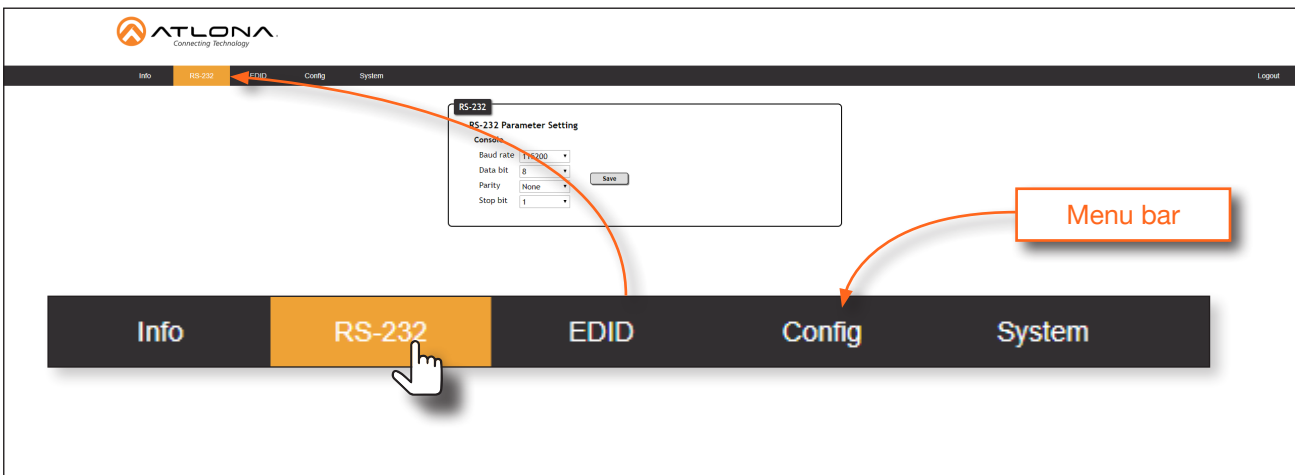 ATLONA.
Connecting Technology
Info RS-232 EDID Config System Logout
RS-232
RS-232 Parameter Setting
Console
Baud rate 115200
Data bit 8
Save
Parity None
Stop bit 1
Menu bar
Info RS-232 EDID Config System